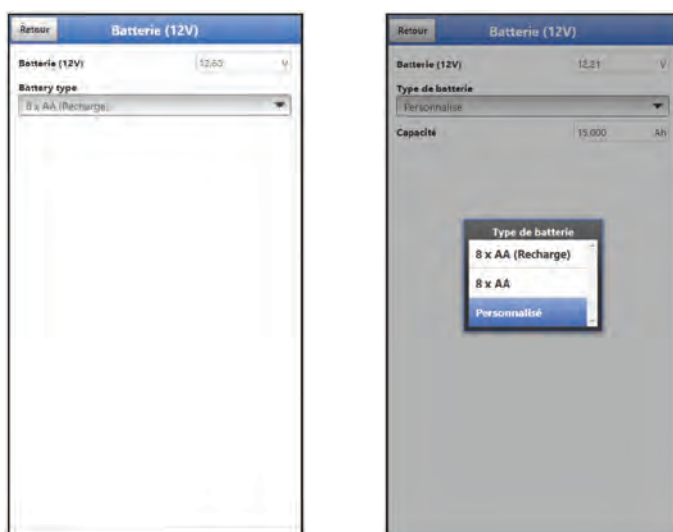 Retour Batterie (12V)
Batterie (12V) 12,60 V
Battery type
8 x AA (Recharge)
Retour Batterie (12V)
Batterie (12V) 12,21 V
Type de batterie
Personnalisé
Capacité 15,000 Ah
Type de batterie
8 x AA (Recharge)
8 x AA
Personnalisé